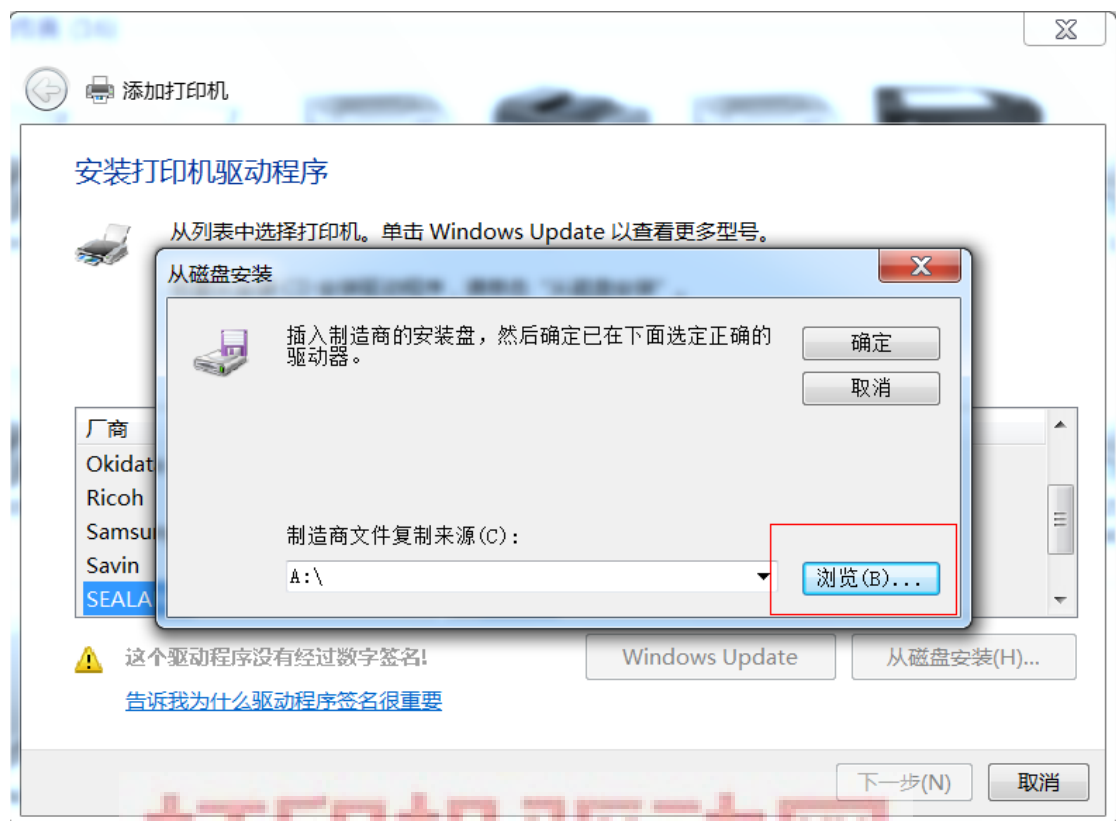 添加打印机
安装打印机驱动程序
从列表中选择打印机。单击 Windows Update 以查看更多型号。
从磁盘安装
插入制造商的安装盘，然后确定已在下面选定正确的
驱动器。
确定
取消
厂商
Okidat
Ricoh
Samsu
Savin
SEALA
制造商文件复制来源(C):
A:\
浏览(B)...
这个驱动程序没有经过数字签名!
Windows Update
从磁盘安装(H)...
告诉我为什么驱动程序签名很重要
下一步(N)
取消
打印机驱动网